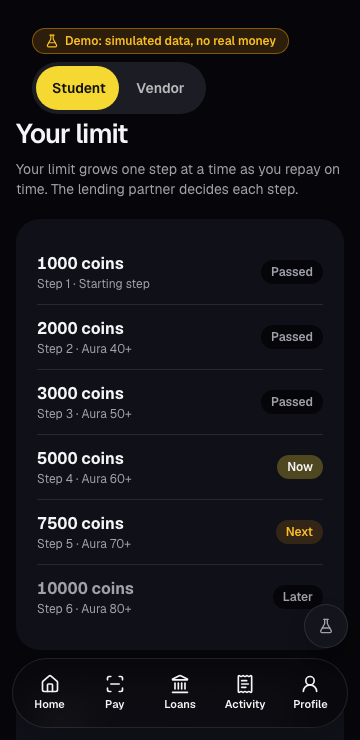 Demo: simulated data, no real money
Student
Vendor
Your limit
Your limit grows one step at a time as you repay on
time. The lending partner decides each step.
1000 coins
Step 1 · Starting step
Passed
2000 coins
Step 2 · Aura 40+
Passed
3000 coins
Step 3 · Aura 50+
Passed
5000 coins
Step 4 · Aura 60+
Now
7500 coins
Step 5 · Aura 70+
Next
10000 coins
Step 6 · Aura 80+
Later
Home
Pay
Loans
Activity
Profile